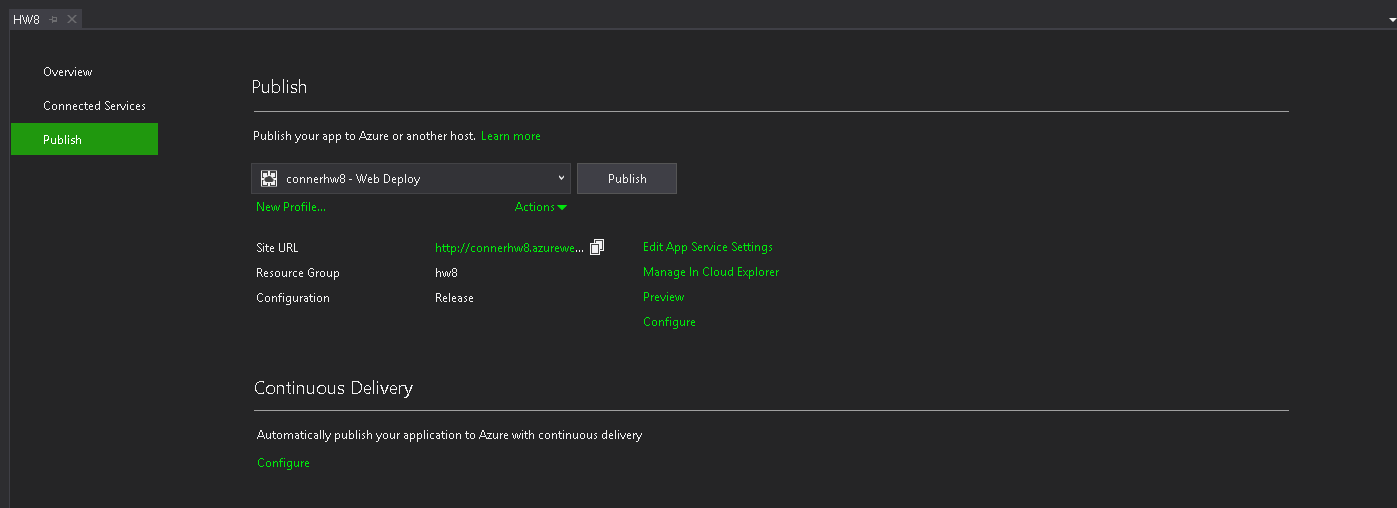 HW8
Overview
Connected Services
Publish
Publish
Publish your app to Azure or another host. Learn more
connerhw8 - Web Deploy
Publish
New Profile...
Actions
Site URL
http://connerhw8.azurewe...
Edit App Service Settings
Resource Group
hw8
Manage In Cloud Explorer
Configuration
Release
Preview
Configure
Continuous Delivery
Automatically publish your application to Azure with continuous delivery
Configure